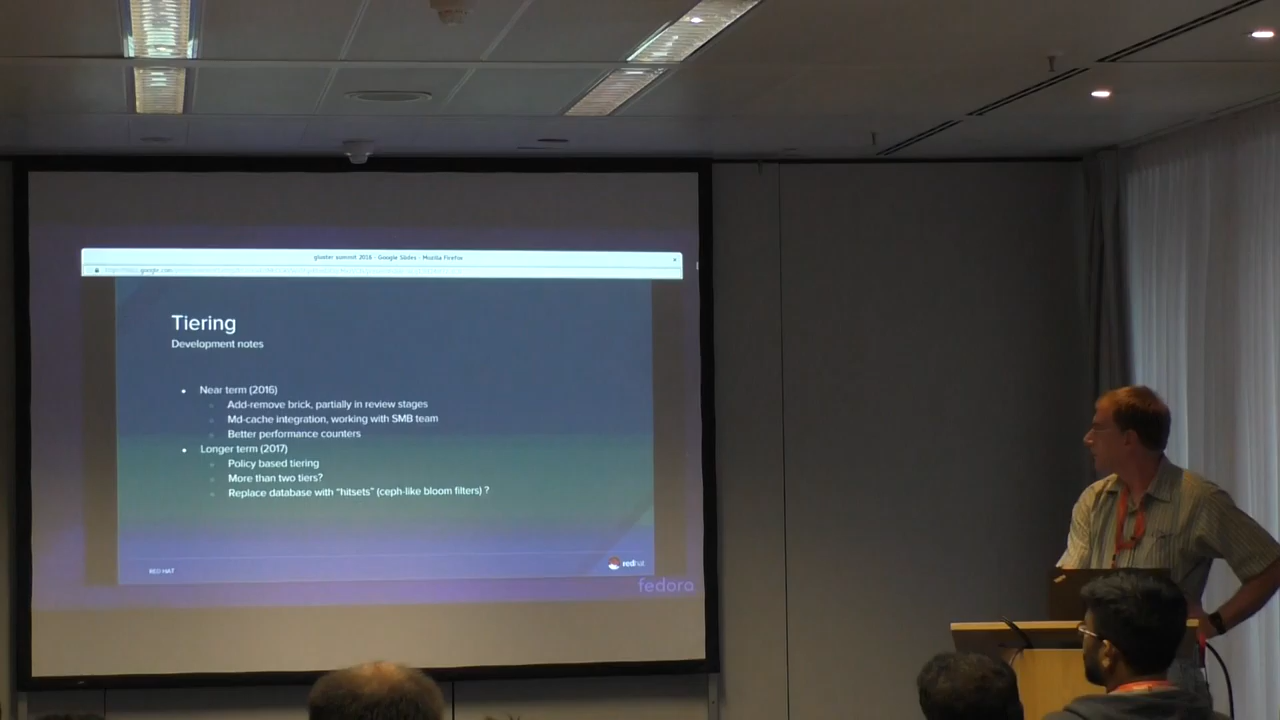 gluster summit 2016 - Google Slides - Mozilla Firefox
google.com
Tiering
Development notes
Near term (2016)
Add-remove brick, partially in review stages
Md-cache integration, working with SMB team
Better performance counters
Longer term (2017)
Policy based tiering
More than two tiers?
Replace database with "hitsets" (ceph-like bloom filters) ?
RED HAT
redhat
fedora